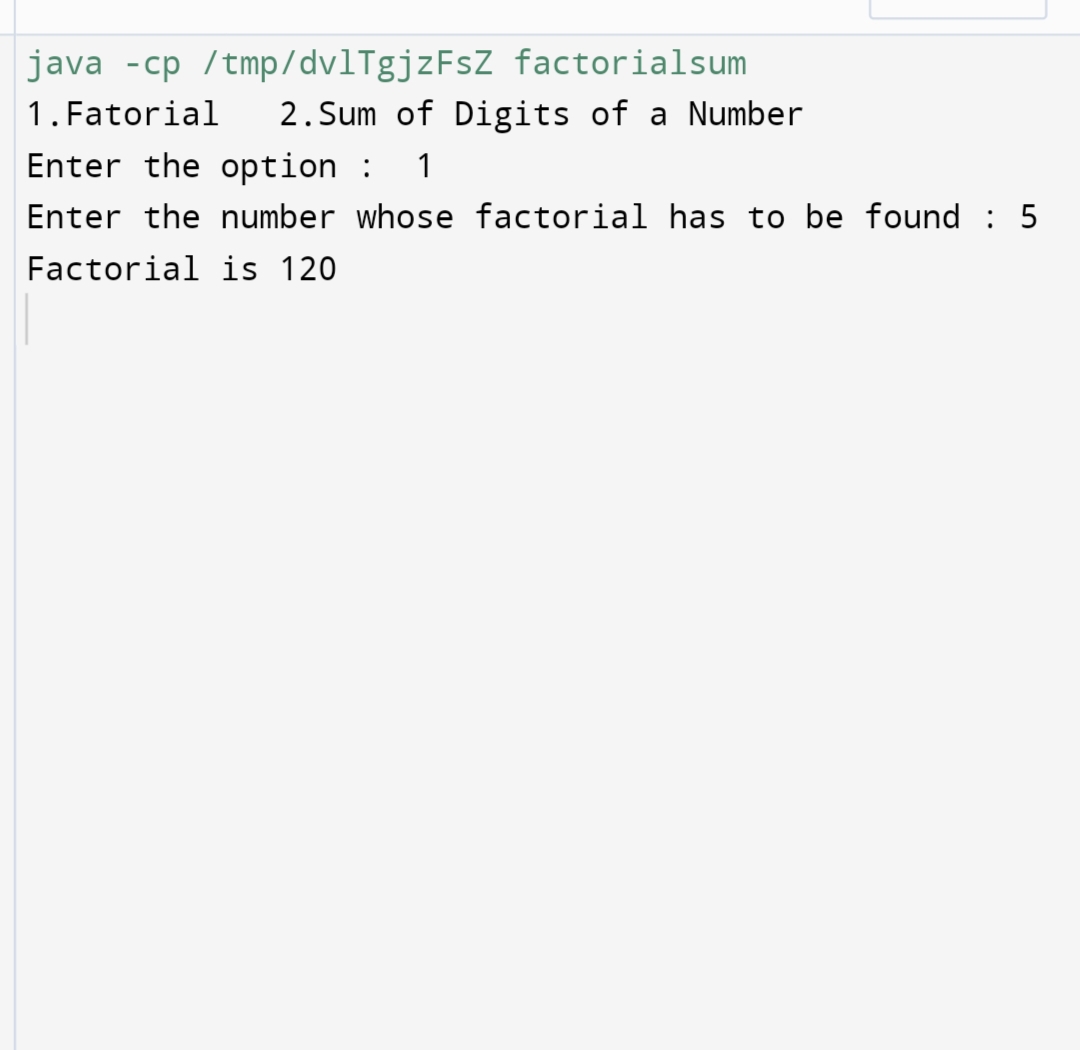 java -cp /tmp/dvlTgjzFsZ factorialsum
1.Fatorial   2.Sum of Digits of a Number
Enter the option :  1
Enter the number whose factorial has to be found : 5
Factorial is 120